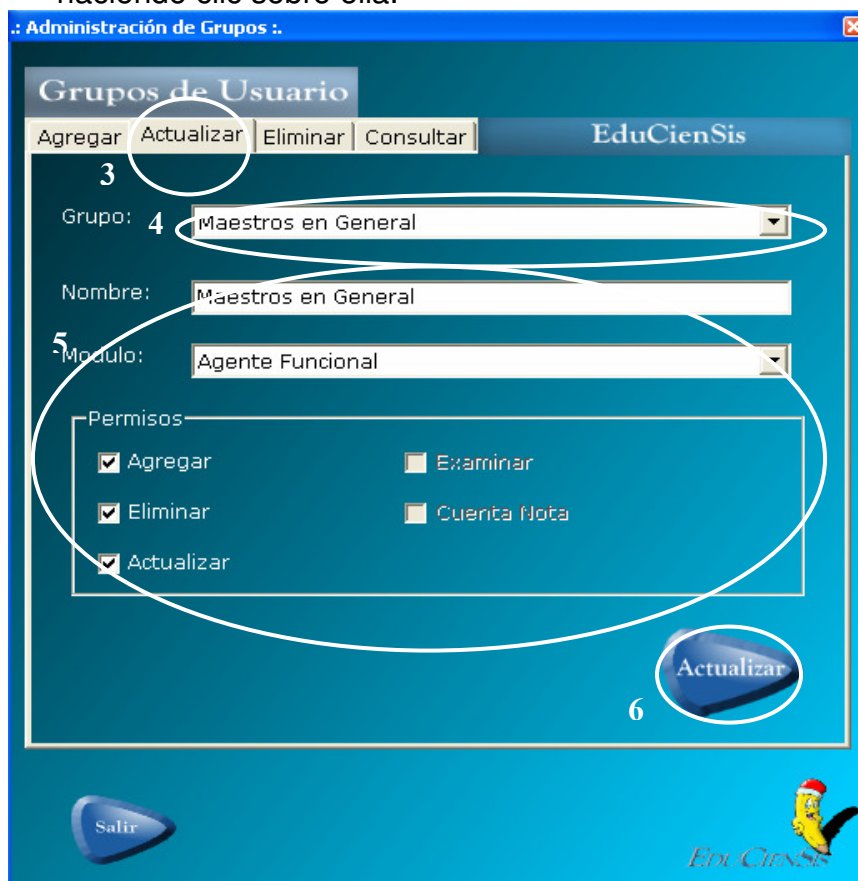 haciendo clic sobre ella.
.: Administración de Grupos :.
Grupos de Usuario
Agregar Actualizar Eliminar Consultar EduCienSis
3
Grupo: 4 Maestros en General
Nombre: Maestros en General
5
Modulo: Agente Funcional
Permisos
Agregar Examinar
Eliminar Cuenta Nota
Actualizar
Actualizar
6
Salir
EDUCIENSIS